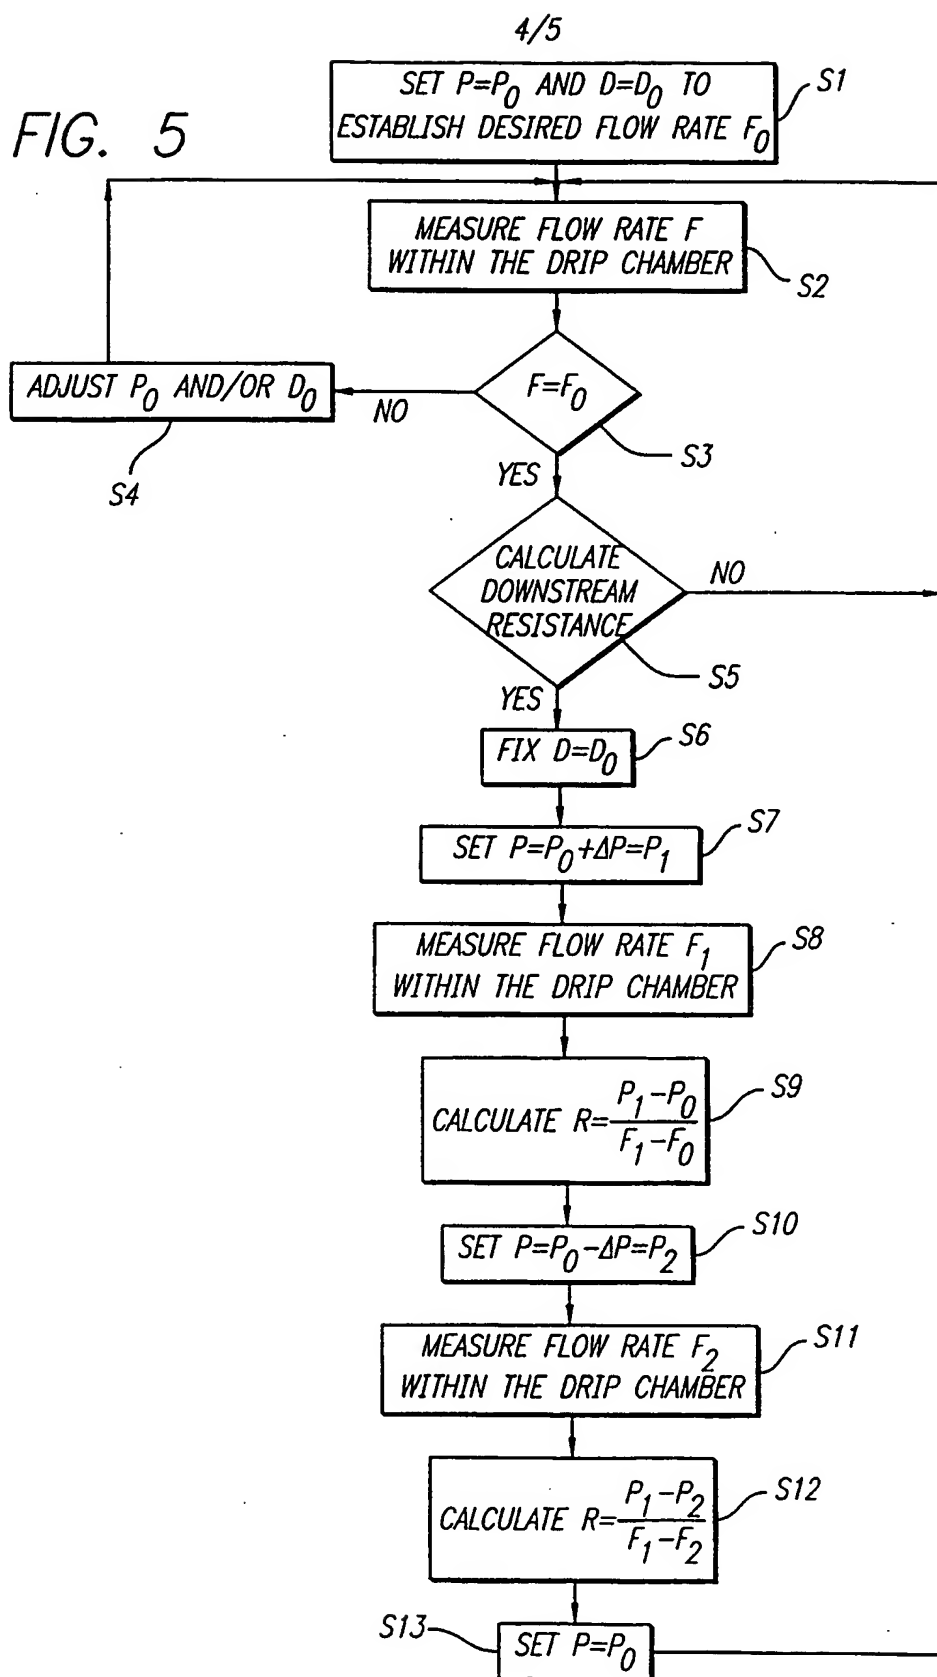 4/5
FIG. 5
SET P=P₀ AND D=D₀ TO
ESTABLISH DESIRED FLOW RATE F₀
S1
MEASURE FLOW RATE F
WITHIN THE DRIP CHAMBER
S2
F=F₀
S3
NO
ADJUST P₀ AND/OR D₀
S4
YES
CALCULATE
DOWNSTREAM
RESISTANCE
NO
S5
YES
FIX D=D₀
S6
SET P=P₀+ΔP=P₁
S7
MEASURE FLOW RATE F₁
WITHIN THE DRIP CHAMBER
S8
CALCULATE R=(P₁-P₀)/(F₁-F₀)
S9
SET P=P₀-ΔP=P₂
S10
MEASURE FLOW RATE F₂
WITHIN THE DRIP CHAMBER
S11
CALCULATE R=(P₁-P₂)/(F₁-F₂)
S12
S13
SET P=P₀